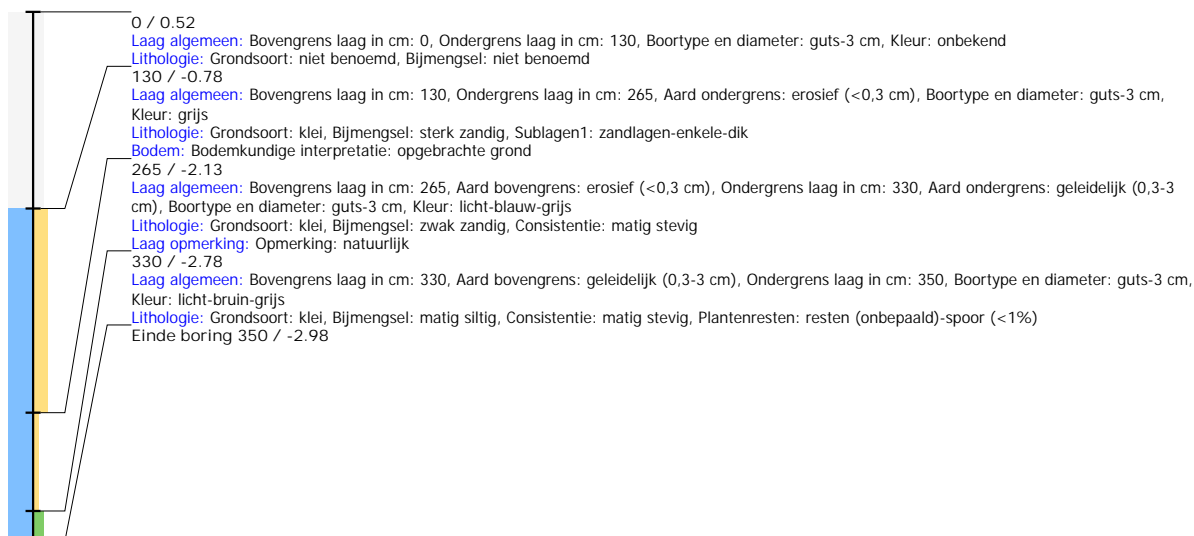 0 / 0.52
Laag algemeen: Bovengrens laag in cm: 0, Ondergrens laag in cm: 130, Boortype en diameter: guts-3 cm, Kleur: onbekend
Lithologie: Grondsoort: niet benoemd, Bijmengsel: niet benoemd
130 / -0.78
Laag algemeen: Bovengrens laag in cm: 130, Ondergrens laag in cm: 265, Aard ondergrens: erosief (<0,3 cm), Boortype en diameter: guts-3 cm,
Kleur: grijs
Lithologie: Grondsoort: klei, Bijmengsel: sterk zandig, Sublagen1: zandlagen-enkele-dik
Bodem: Bodemkundige interpretatie: opgebrachte grond
265 / -2.13
Laag algemeen: Bovengrens laag in cm: 265, Aard bovengrens: erosief (<0,3 cm), Ondergrens laag in cm: 330, Aard ondergrens: geleidelijk (0,3-3
cm), Boortype en diameter: guts-3 cm, Kleur: licht-blauw-grijs
Lithologie: Grondsoort: klei, Bijmengsel: zwak zandig, Consistentie: matig stevig
Laag opmerking: Opmerking: natuurlijk
330 / -2.78
Laag algemeen: Bovengrens laag in cm: 330, Aard bovengrens: geleidelijk (0,3-3 cm), Ondergrens laag in cm: 350, Boortype en diameter: guts-3 cm,
Kleur: licht-bruin-grijs
Lithologie: Grondsoort: klei, Bijmengsel: matig siltig, Consistentie: matig stevig, Plantenresten: resten (onbepaald)-spoor (<1%)
Einde boring 350 / -2.98